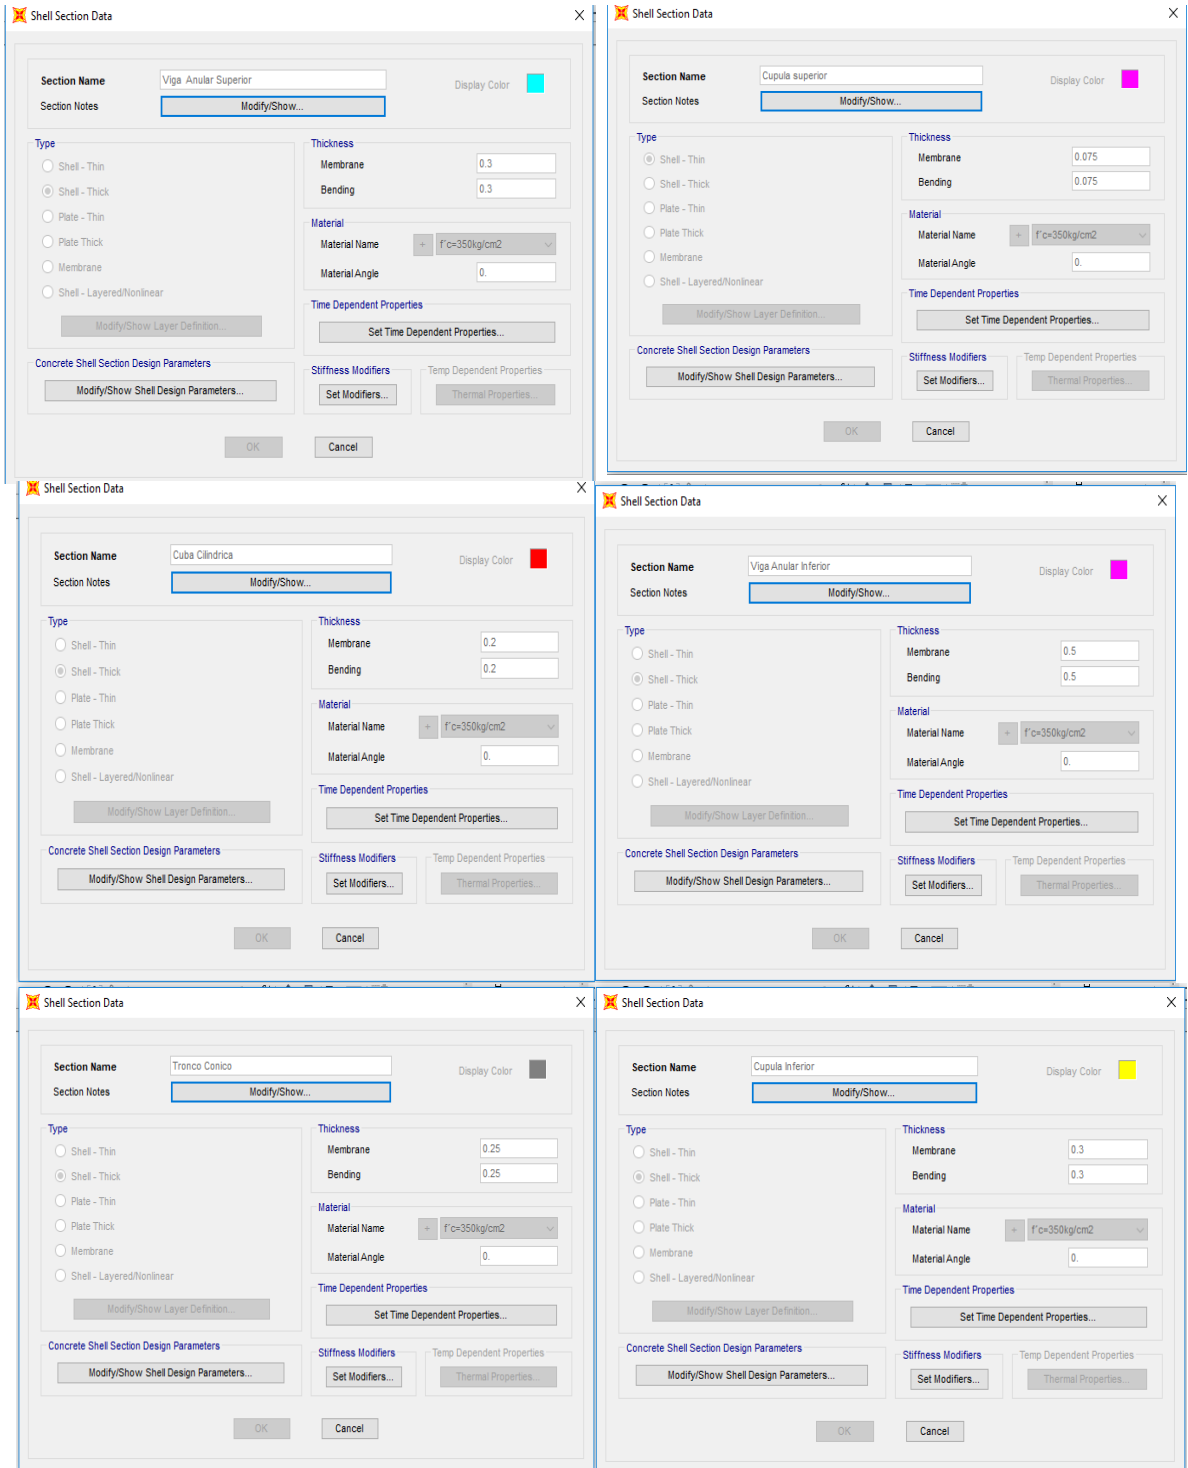 Shell Section Data
Section Name Viga Anular Superior Display Color
Section Notes Modify/Show...
Type
Shell - Thin
Shell - Thick
Plate - Thin
Plate Thick
Membrane
Shell - Layered/Nonlinear
Modify/Show Layer Definition...
Concrete Shell Section Design Parameters
Modify/Show Shell Design Parameters...
Thickness
Membrane 0.3
Bending 0.3
Material
Material Name + f'c=350kg/cm2
Material Angle 0.
Time Dependent Properties
Set Time Dependent Properties...
Stiffness Modifiers
Set Modifiers...
Temp Dependent Properties
Thermal Properties...
OK Cancel
Shell Section Data
Section Name Cupula superior Display Color
Section Notes Modify/Show...
Type
Shell - Thin
Shell - Thick
Plate - Thin
Plate Thick
Membrane
Shell - Layered/Nonlinear
Modify/Show Layer Definition...
Concrete Shell Section Design Parameters
Modify/Show Shell Design Parameters...
Thickness
Membrane 0.075
Bending 0.075
Material
Material Name + f'c=350kg/cm2
Material Angle 0.
Time Dependent Properties
Set Time Dependent Properties...
Stiffness Modifiers
Set Modifiers...
Temp Dependent Properties
Thermal Properties...
OK Cancel
Shell Section Data
Section Name Cuba Cilindrica Display Color
Section Notes Modify/Show...
Type
Shell - Thin
Shell - Thick
Plate - Thin
Plate Thick
Membrane
Shell - Layered/Nonlinear
Modify/Show Layer Definition...
Concrete Shell Section Design Parameters
Modify/Show Shell Design Parameters...
Thickness
Membrane 0.2
Bending 0.2
Material
Material Name + f'c=350kg/cm2
Material Angle 0.
Time Dependent Properties
Set Time Dependent Properties...
Stiffness Modifiers
Set Modifiers...
Temp Dependent Properties
Thermal Properties...
OK Cancel
Shell Section Data
Section Name Viga Anular Inferior Display Color
Section Notes Modify/Show...
Type
Shell - Thin
Shell - Thick
Plate - Thin
Plate Thick
Membrane
Shell - Layered/Nonlinear
Modify/Show Layer Definition...
Concrete Shell Section Design Parameters
Modify/Show Shell Design Parameters...
Thickness
Membrane 0.5
Bending 0.5
Material
Material Name + f'c=350kg/cm2
Material Angle 0.
Time Dependent Properties
Set Time Dependent Properties...
Stiffness Modifiers
Set Modifiers...
Temp Dependent Properties
Thermal Properties...
OK Cancel
Shell Section Data
Section Name Tronco Conico Display Color
Section Notes Modify/Show...
Type
Shell - Thin
Shell - Thick
Plate - Thin
Plate Thick
Membrane
Shell - Layered/Nonlinear
Modify/Show Layer Definition...
Concrete Shell Section Design Parameters
Modify/Show Shell Design Parameters...
Thickness
Membrane 0.25
Bending 0.25
Material
Material Name + f'c=350kg/cm2
Material Angle 0.
Time Dependent Properties
Set Time Dependent Properties...
Stiffness Modifiers
Set Modifiers...
Temp Dependent Properties
Thermal Properties...
OK Cancel
Shell Section Data
Section Name Cupula Inferior Display Color
Section Notes Modify/Show...
Type
Shell - Thin
Shell - Thick
Plate - Thin
Plate Thick
Membrane
Shell - Layered/Nonlinear
Modify/Show Layer Definition...
Concrete Shell Section Design Parameters
Modify/Show Shell Design Parameters...
Thickness
Membrane 0.3
Bending 0.3
Material
Material Name + f'c=350kg/cm2
Material Angle 0.
Time Dependent Properties
Set Time Dependent Properties...
Stiffness Modifiers
Set Modifiers...
Temp Dependent Properties
Thermal Properties...
OK Cancel